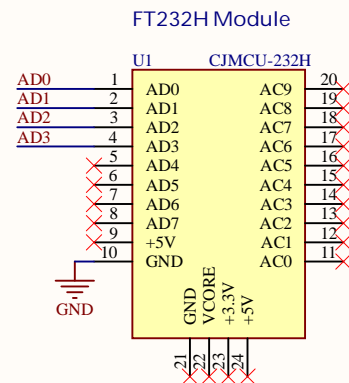 FT232H Module
U1 CJMCU-232H
AD0 1 AD0 AC9 20
AD1 2 AD1 AC8 19
AD2 3 AD2 AC7 18
AD3 4 AD3 AC6 17
5 AD4 AC5 16
6 AD5 AC4 15
7 AD6 AC3 14
8 AD7 AC2 13
9 +5V AC1 12
10 GND AC0 11
GND
GND VCORE +3.3V +5V
21 22 23 24